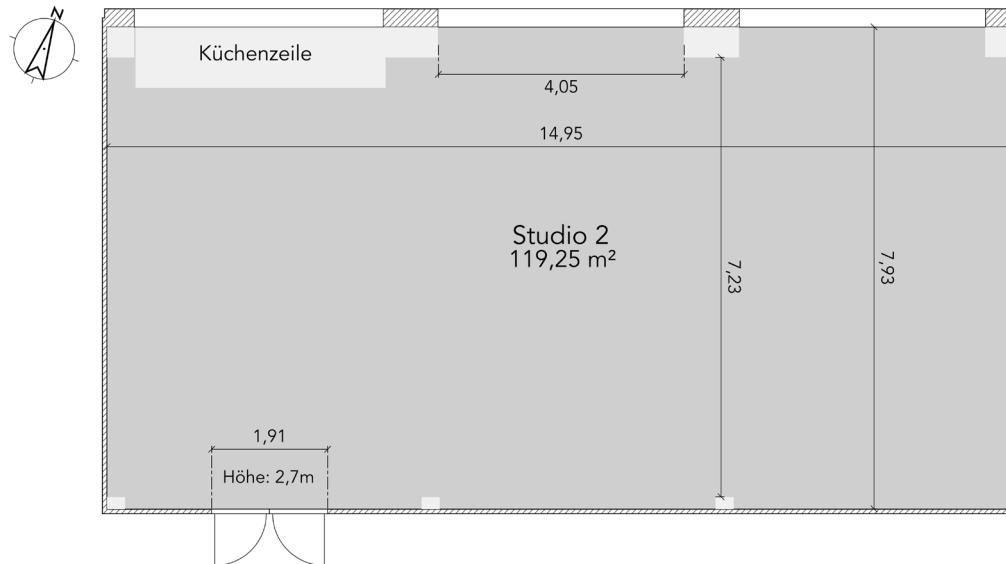 N
Küchenzeile
4,05
14,95
Studio 2
119,25 m²
7,23
7,93
1,91
Höhe: 2,7m